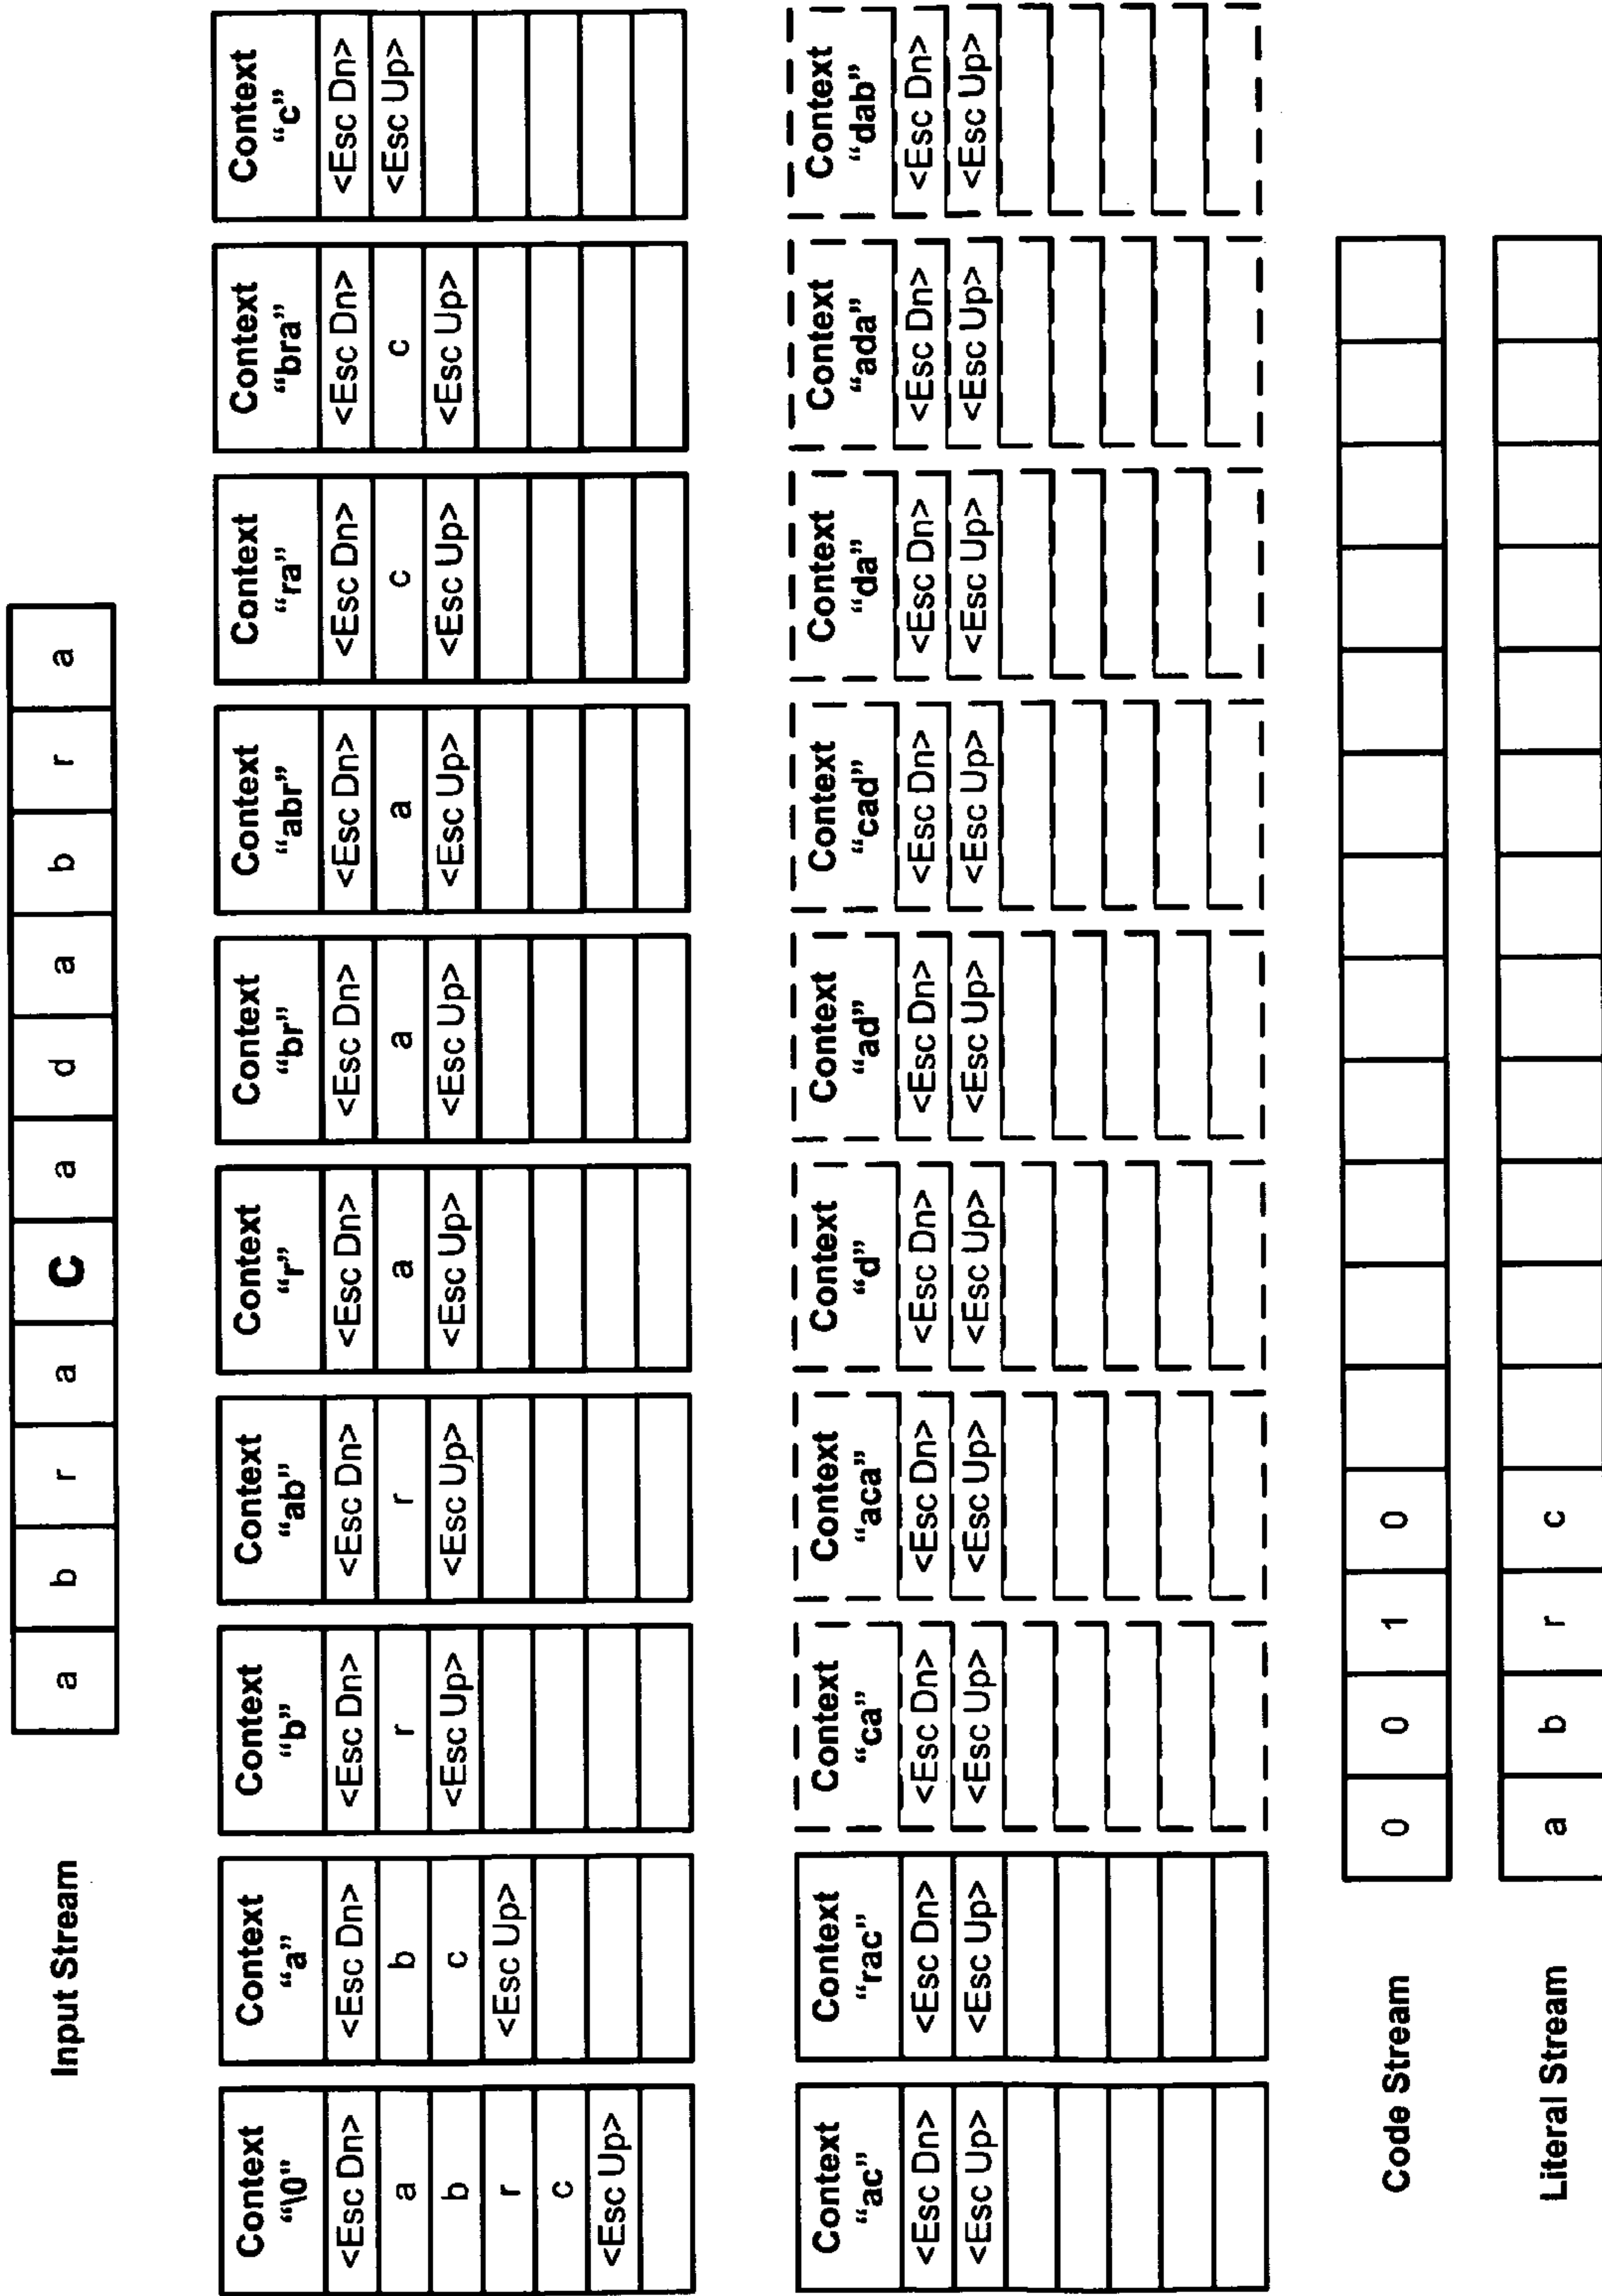 Input Stream
a b r a C a d a b r a
Context "\0" <Esc Dn> a b r c <Esc Up>
Context "a" <Esc Dn> b c <Esc Up>
Context "b" <Esc Dn> r <Esc Up>
Context "ab" <Esc Dn> r <Esc Up>
Context "r" <Esc Dn> a <Esc Up>
Context "br" <Esc Dn> a <Esc Up>
Context "abr" <Esc Dn> a <Esc Up>
Context "ra" <Esc Dn> c <Esc Up>
Context "bra" <Esc Dn> c <Esc Up>
Context "c" <Esc Dn> <Esc Up>
Context "ac" <Esc Dn> <Esc Up>
Context "rac" <Esc Dn> <Esc Up>
Context "ca" <Esc Dn> <Esc Up>
Context "aca" <Esc Dn> <Esc Up>
Context "d" <Esc Dn> <Esc Up>
Context "ad" <Esc Dn> <Esc Up>
Context "cad" <Esc Dn> <Esc Up>
Context "da" <Esc Dn> <Esc Up>
Context "ada" <Esc Dn> <Esc Up>
Context "dab" <Esc Dn> <Esc Up>
Code Stream
0 0 1 0
Literal Stream
a b r c